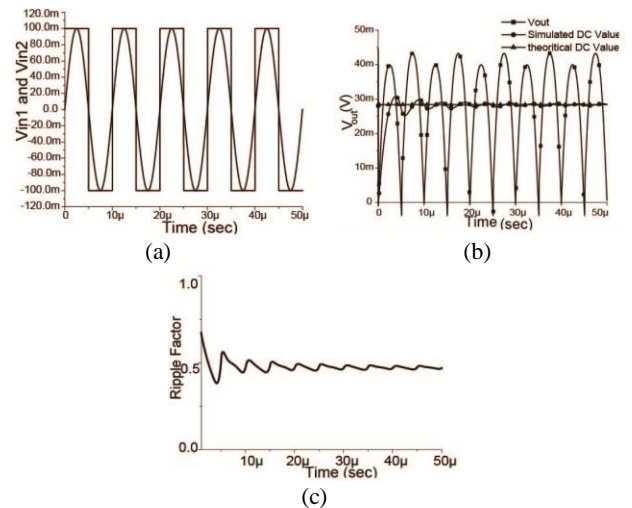 120.0m
100.0m
80.0m
60.0m
40.0m
20.0m
0.0
-20.0m
-40.0m
-60.0m
-80.0m
-100.0m
-120.0m
Vin1 and Vin2
0 10µ 20µ 30µ 40µ 50µ
Time (sec)
(a)
Vout
Simulated DC Value
theoritical DC Value
50m
40m
30m
20m
10m
0
Vout(V)
0 10µ 20µ 30µ 40µ 50µ
Time (sec)
(b)
1.0
0.5
0.0
Ripple Factor
10µ 20µ 30µ 40µ 50µ
Time (sec)
(c)